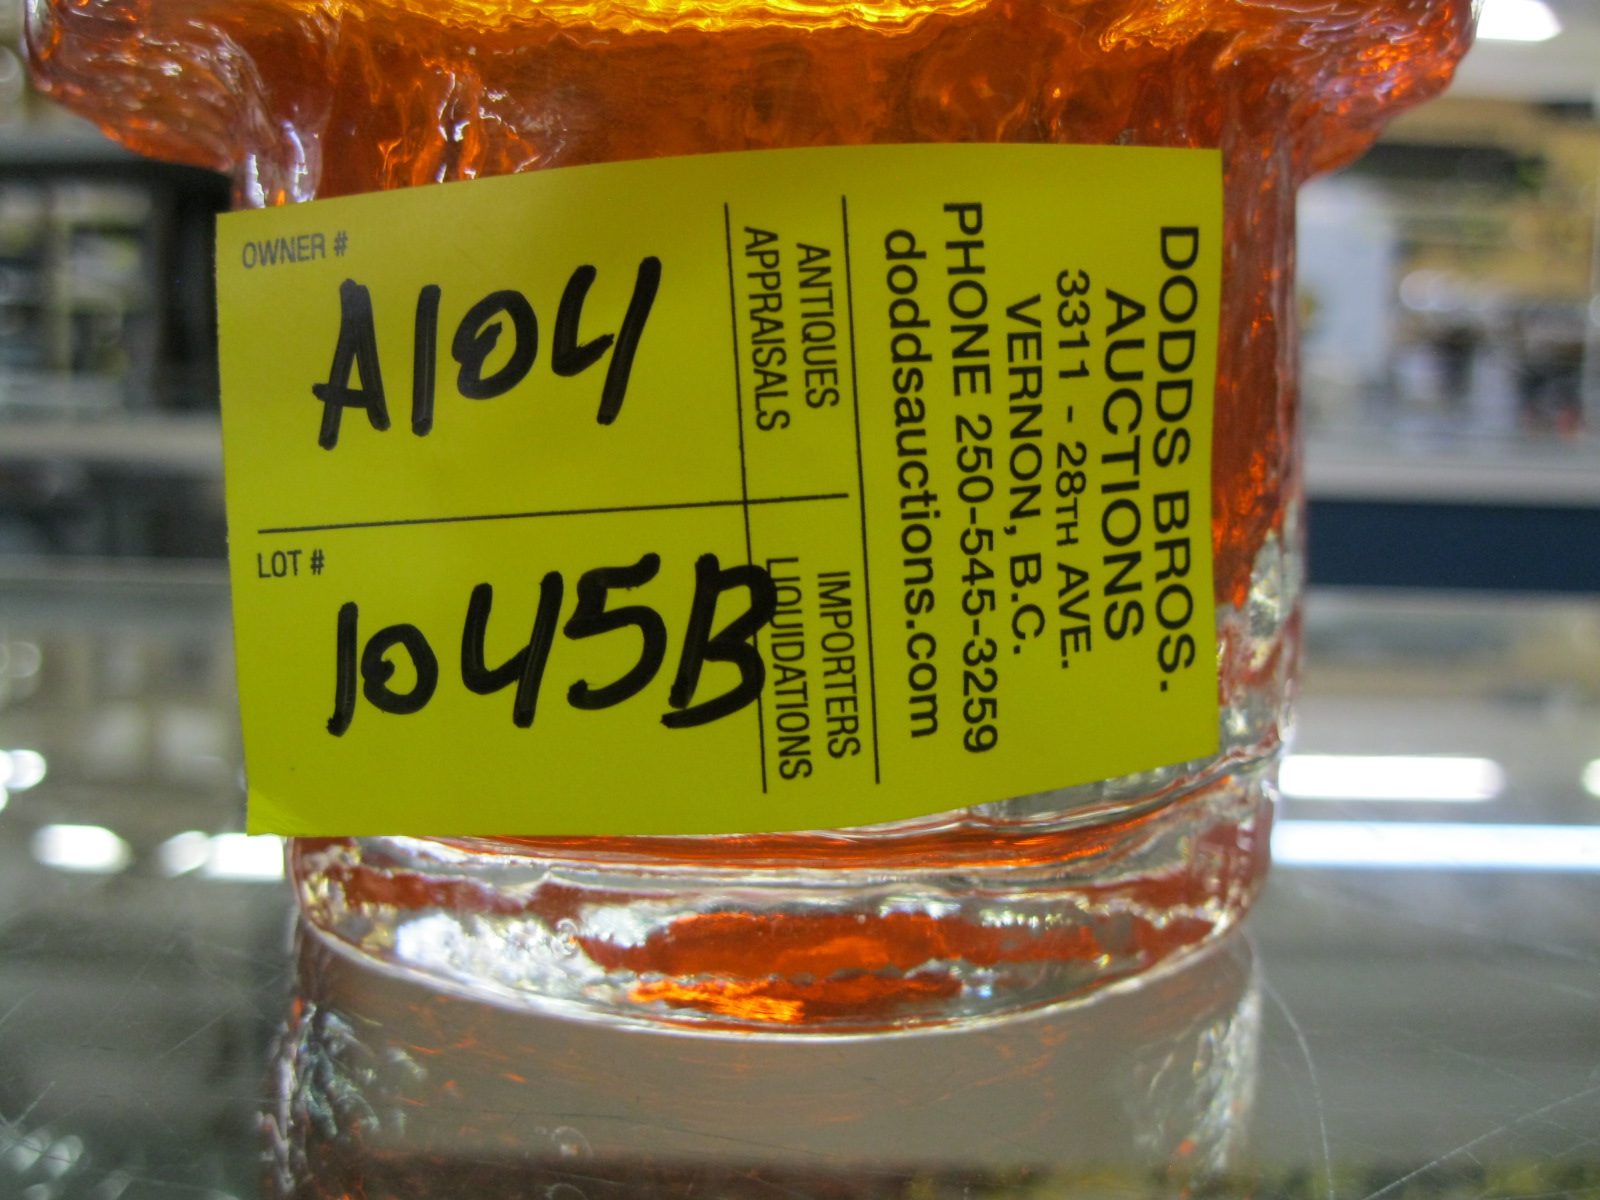 OWNER #
A104
LOT #
1045B
DODDS BROS.
AUCTIONS
3311 - 28TH AVE.
VERNON, B.C.
PHONE 250-545-3259
doddsauctions.com
ANTIQUES
APPRAISALS
IMPORTERS
LIQUIDATIONS